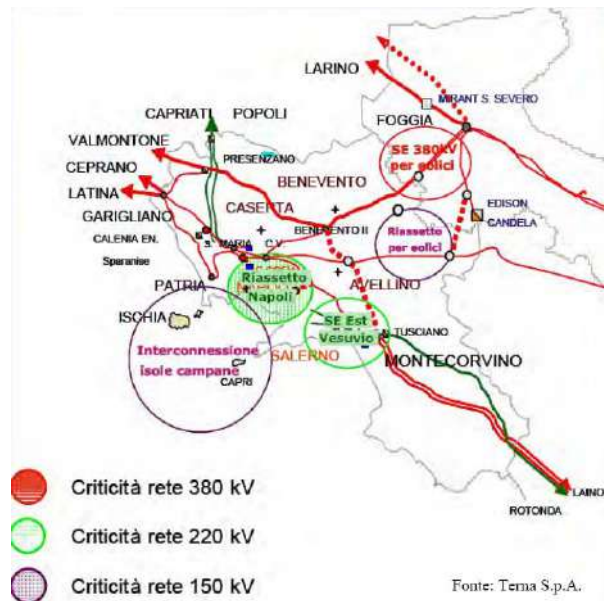 LARINO
MIRANT S. SEVERO
CAPRIATI POPOLI
FOGGIA
VALMONTONE
SE 380kV
per eolici
PRESENZANO
CEPRANO
BENEVENTO
LATINA
CASERTA
EDISON
CANDELA
GARIGLIANO
BENEVENTO II
Riassetto
per eolici
CALENIA EN.
S. MARIA C.V.
Sparanise
AVELLINO
PATRIA
Riassetto
Napoli
ISCHIA
SE Est
Vesuvio
TUSCIANO
Interconnessione
isole campane
SALERNO
MONTECORVINO
CAPRI
Criticità rete 380 kV
LAINO
ROTONDA
Criticità rete 220 kV
Criticità rete 150 kV
Fonte: Terna S.p.A.